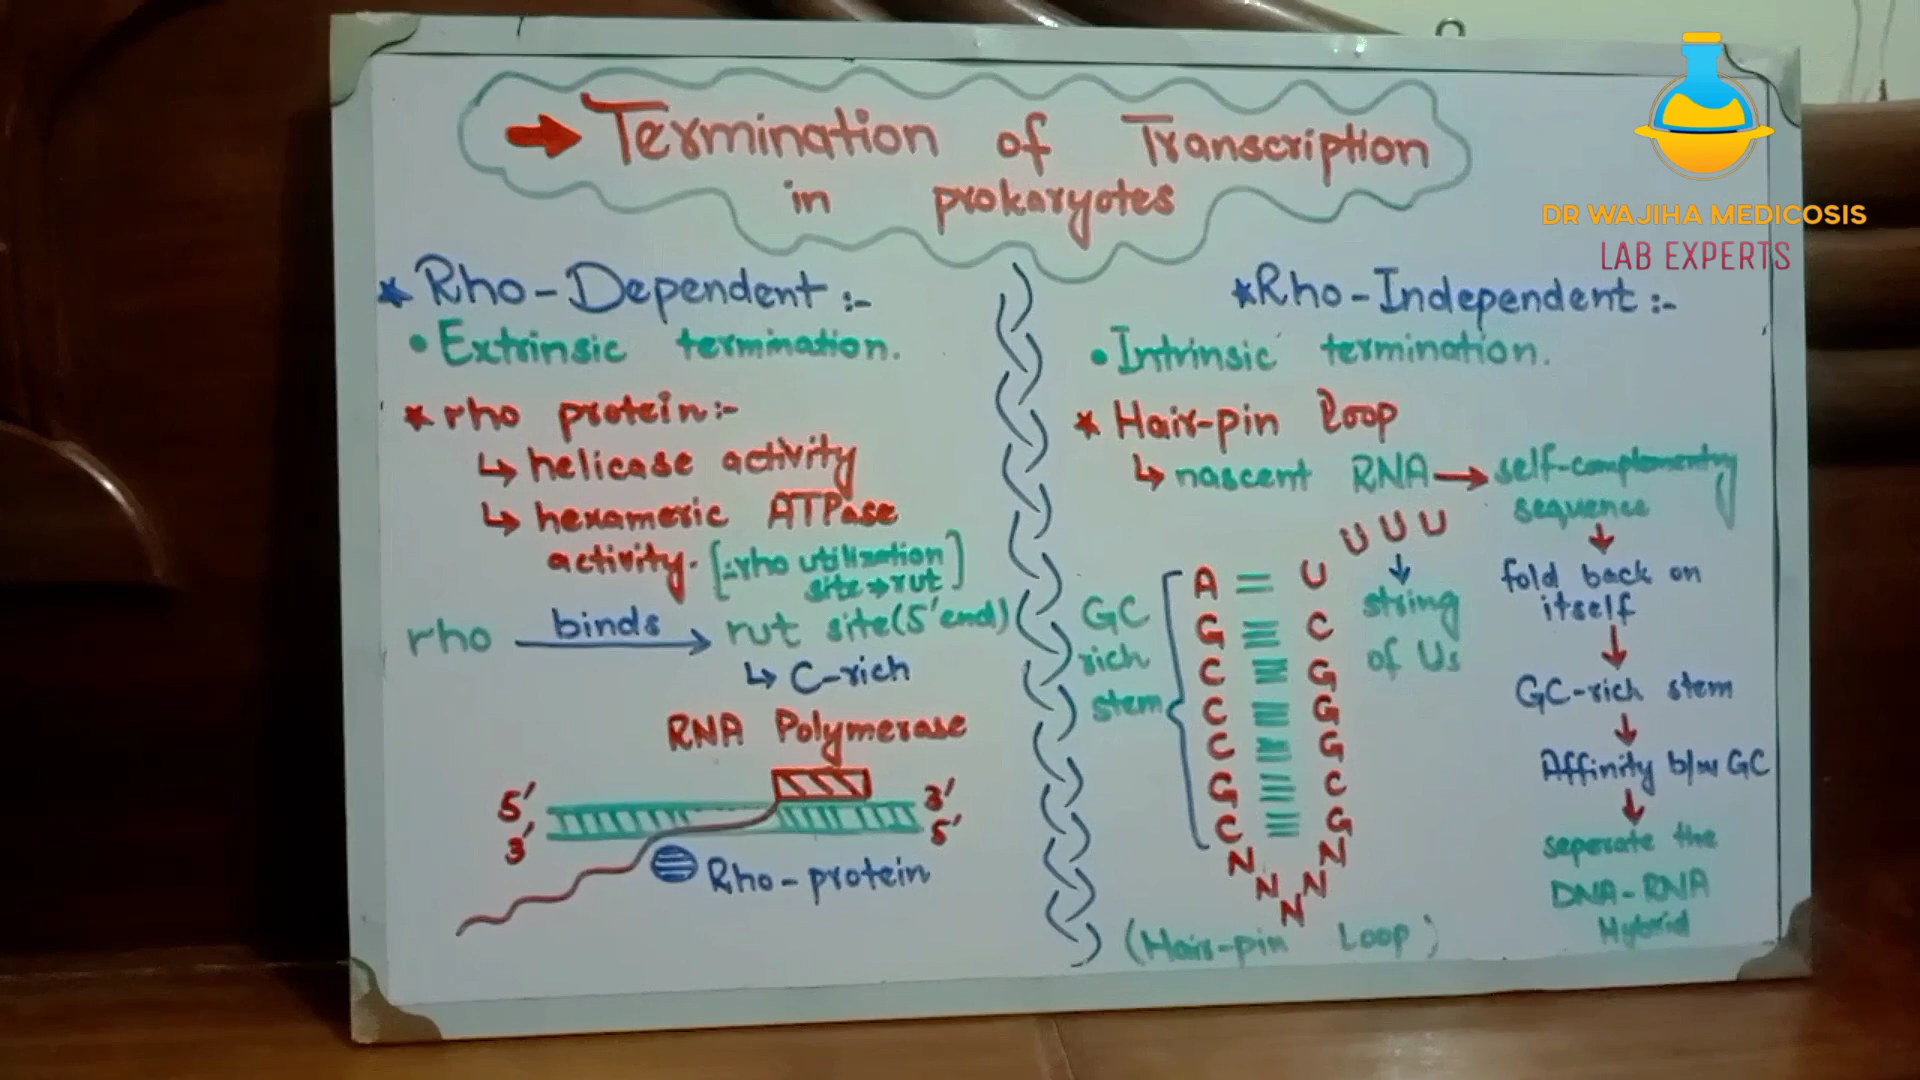 Termination of Transcription
in prokaryotes
DR WAJIHA MEDICOSIS
LAB EXPERTS
Rho-Dependent :-
• Extrinsic termination.
rho protein:-
helicase activity
hexameric ATPase
activity. [∴rho utilization
site → rut]
rho binds rut site (5' end)
C-rich
RNA Polymerase
5' 3'
3' 5'
Rho-protein
Rho-Independent :-
• Intrinsic termination.
Hair-pin loop
nascent RNA → self-complementry
sequence
fold back on
itself
GC-rich stem
Affinity b/w GC
seperate the
DNA-RNA
Hybrid
U U U
string
of Us
GC
rich
stem
A = U
G ≡ C
C ≡ G
C ≡ G
C ≡ G
G ≡ C
C ≡ G
N N
N N
N
(Hair-pin Loop)